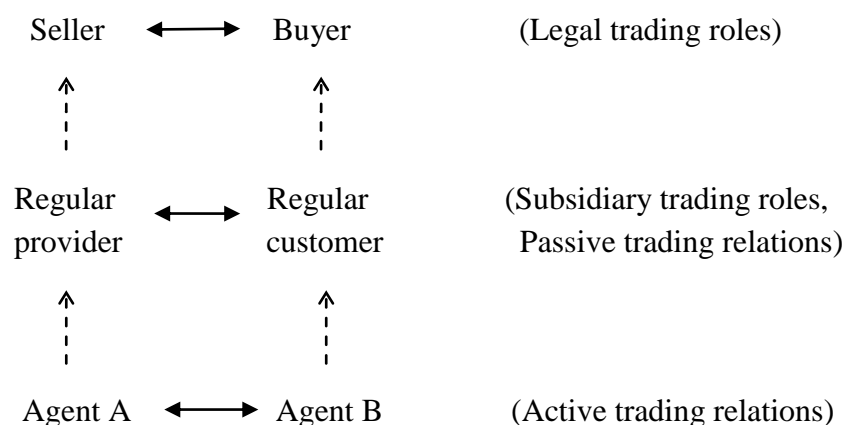 Seller Buyer (Legal trading roles)
Regular Regular (Subsidiary trading roles,
provider customer Passive trading relations)
Agent A Agent B (Active trading relations)